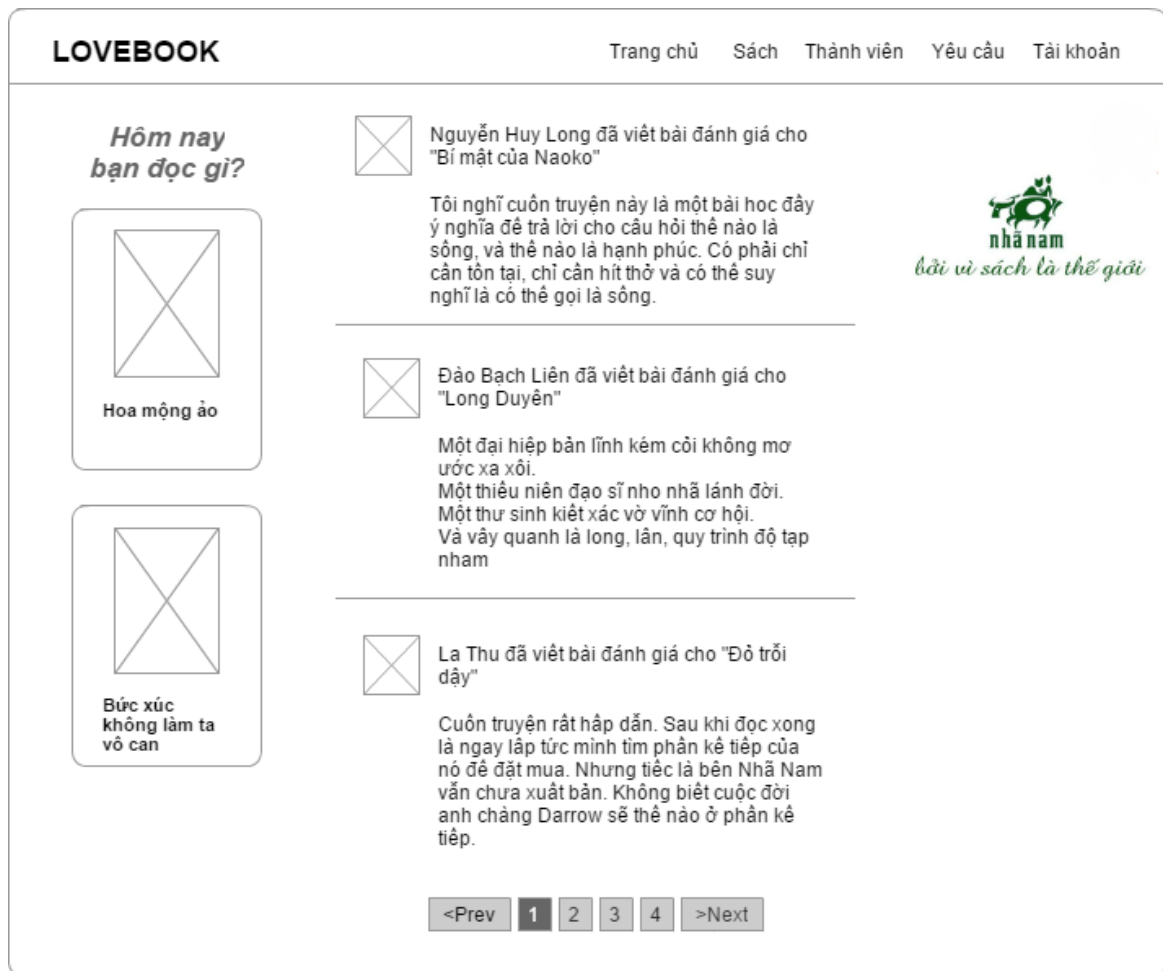 LOVEBOOK
Trang chủ Sách Thành viên Yêu cầu Tài khoản
Hôm nay
bạn đọc gì?
Hoa mộng ảo
Bức xúc
không làm ta
vô can
Nguyễn Huy Long đã viết bài đánh giá cho
"Bí mật của Naoko"
Tôi nghĩ cuốn truyện này là một bài hoc đầy
ý nghĩa để trả lời cho câu hỏi thế nào là
sống, và thế nào là hạnh phúc. Có phải chỉ
cần tồn tại, chỉ cần hít thở và có thể suy
nghĩ là có thể gọi là sống.
Đào Bạch Liên đã viết bài đánh giá cho
"Long Duyên"
Một đại hiệp bản lĩnh kém cỏi không mơ
ước xa xôi.
Một thiếu niên đạo sĩ nho nhã lánh đời.
Một thư sinh kiết xác vờ vĩnh cơ hội.
Và vây quanh là long, lân, quy trình độ tạp
nham
La Thu đã viết bài đánh giá cho "Đỏ trỗi
dậy"
Cuốn truyện rất hấp dẫn. Sau khi đọc xong
là ngay lập tức mình tìm phần kế tiếp của
nó để đặt mua. Nhưng tiếc là bên Nhã Nam
vẫn chưa xuất bản. Không biết cuộc đời
anh chàng Darrow sẽ thế nào ở phần kế
tiếp.
<Prev 1 2 3 4 >Next
nhã nam
bởi vì sách là thế giới